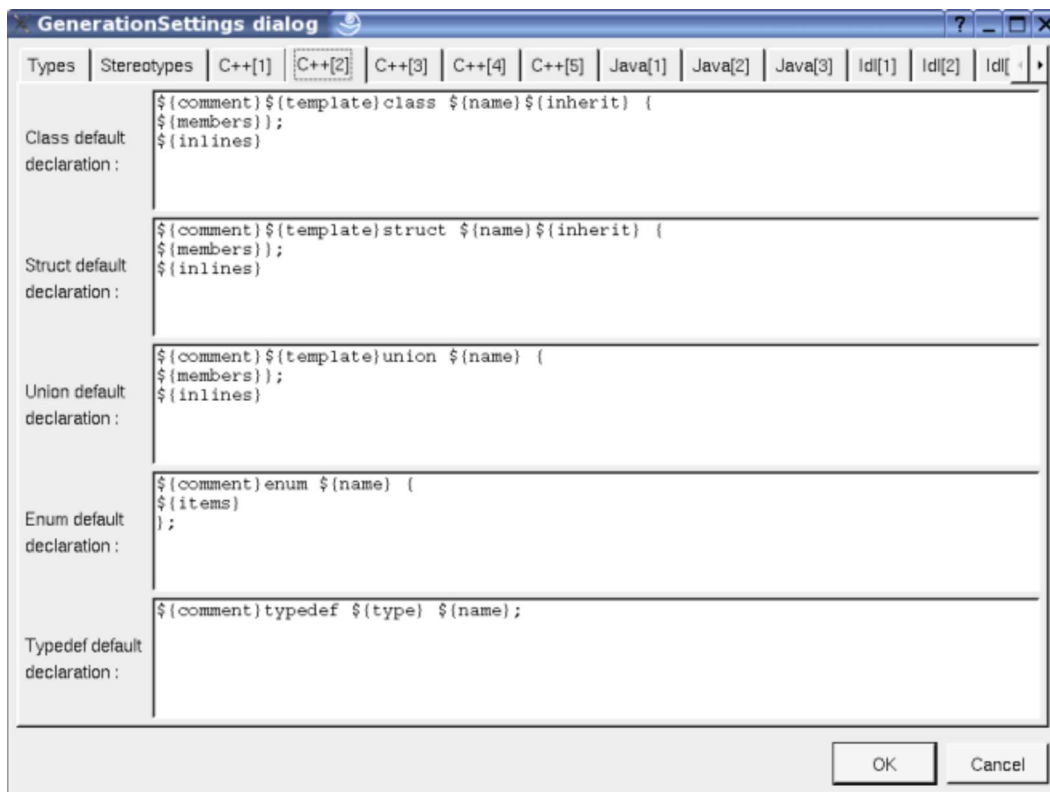 GenerationSettings dialog
Types Stereotypes C++[1] C++[2] C++[3] C++[4] C++[5] Java[1] Java[2] Java[3] Idl[1] Idl[2] Idl[
Class default
declaration :
${comment}${template}class ${name}${inherit} {
${members}};
${inlines}
Struct default
declaration :
${comment}${template}struct ${name}${inherit} {
${members}};
${inlines}
Union default
declaration :
${comment}${template}union ${name} {
${members}};
${inlines}
Enum default
declaration :
${comment}enum ${name} {
${items}
};
Typedef default
declaration :
${comment}typedef ${type} ${name};
OK Cancel